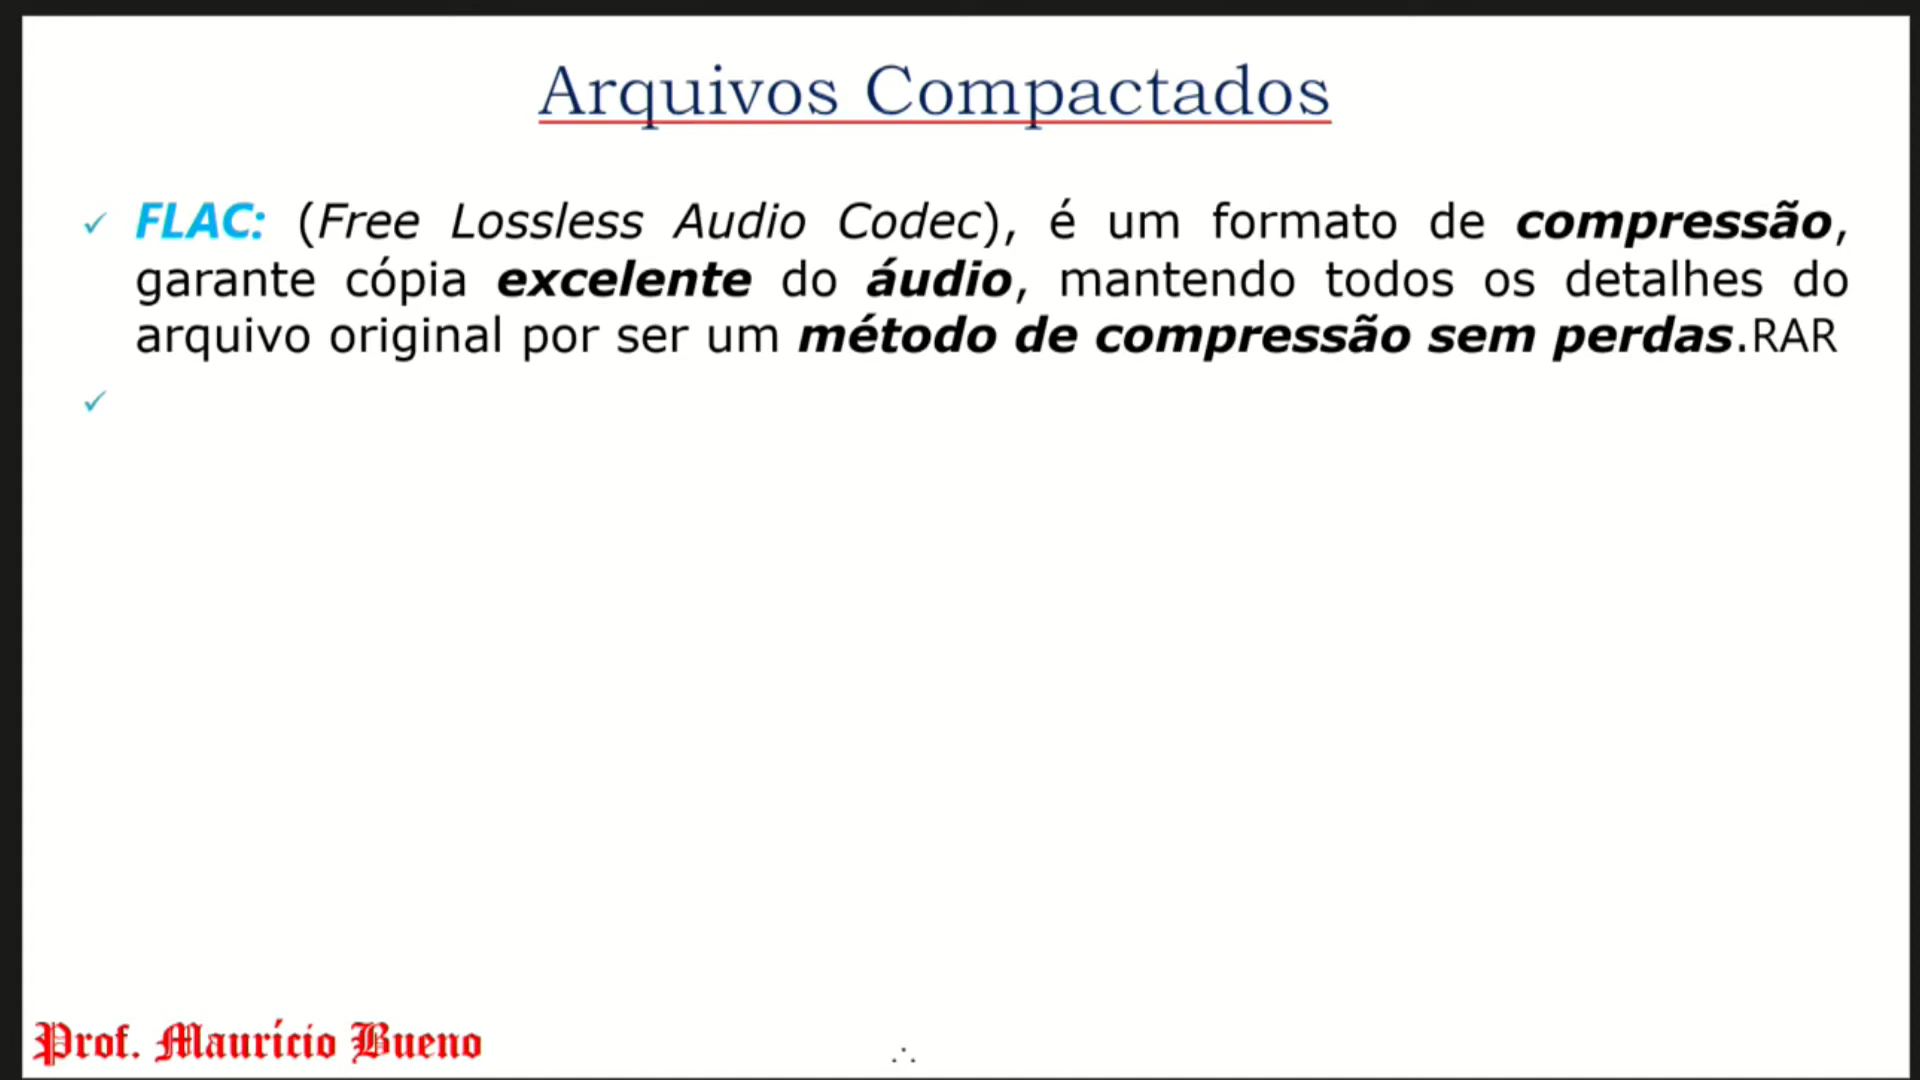 Arquivos Compactados
✓ FLAC: (Free Lossless Audio Codec), é um formato de compressão,
garante cópia excelente do áudio, mantendo todos os detalhes do
arquivo original por ser um método de compressão sem perdas.RAR
✓
Prof. Maurício Bueno